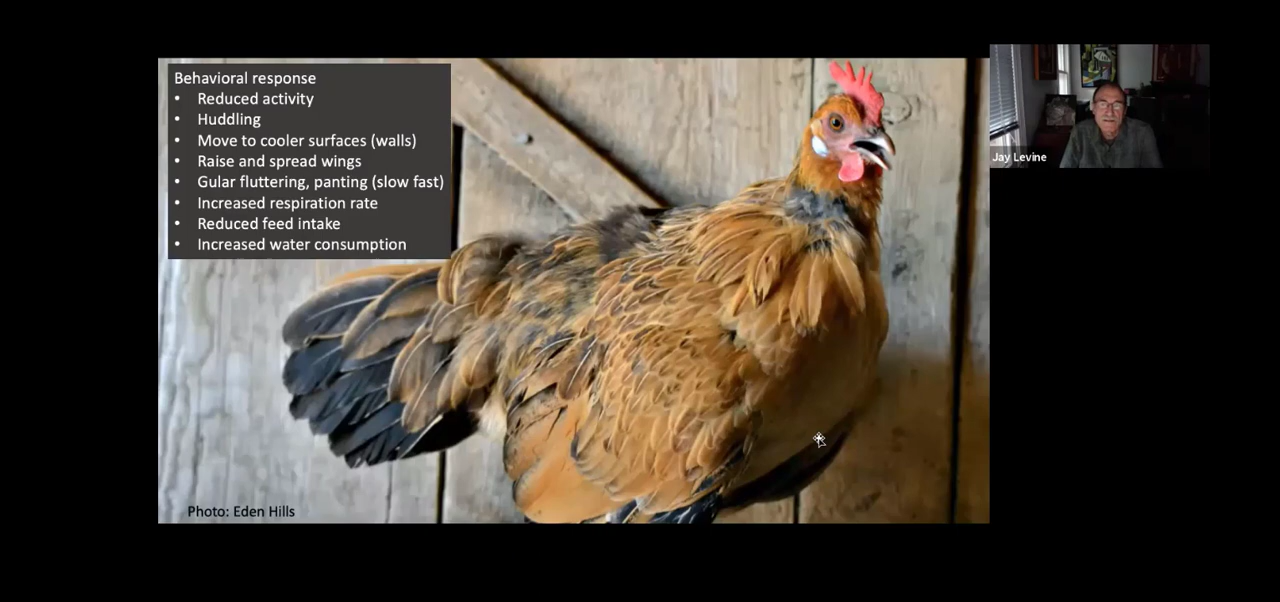 Behavioral response
• Reduced activity
• Huddling
• Move to cooler surfaces (walls)
• Raise and spread wings
• Gular fluttering, panting (slow fast)
• Increased respiration rate
• Reduced feed intake
• Increased water consumption
Jay Levine
Photo: Eden Hills